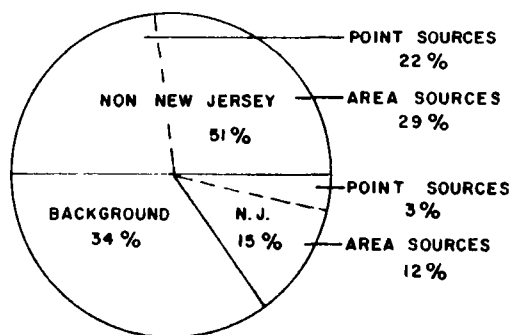 POINT SOURCES
22%
NON NEW JERSEY
51%
AREA SOURCES
29%
POINT SOURCES
3%
BACKGROUND
34%
N.J.
15%
AREA SOURCES
12%